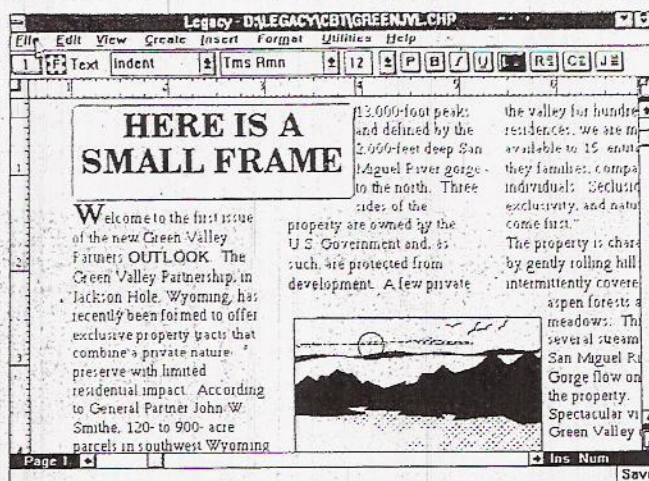 Legacy - D:\LEGACY\CBT\GREENJVL.CHP
File Edit View Create Insert Format Utilities Help
1 F Text Indent Tms Rmn 12 P B I U
HERE IS A
SMALL FRAME
Welcome to the first issue
of the new Green Valley
Partners OUTLOOK. The
Green Valley Partnership, in
Jackson Hole, Wyoming, has
recently been formed to offer
exclusive property tracts that
combine a private nature
preserve with limited
residential impact. According
to General Partner John W.
Smithe, 120- to 900- acre
parcels in southwest Wyoming
13,000-foot peaks
and defined by the
2,000-feet deep San
Miguel River gorge
to the north. Three
sides of the
property are owned by the
U.S. Government and, as
such, are protected from
development. A few private
the valley for hundre
residences, we are m
available to 15 entit
they families, compa
individuals. Seclusio
exclusivity, and natu
come first."
The property is chara
by gently rolling hill
intermittently covere
aspen forests a
meadows. Th
several stream
San Miguel Ri
Gorge flow on
the property.
Spectacular vi
Green Valley
Page 1 Ins Num
Save